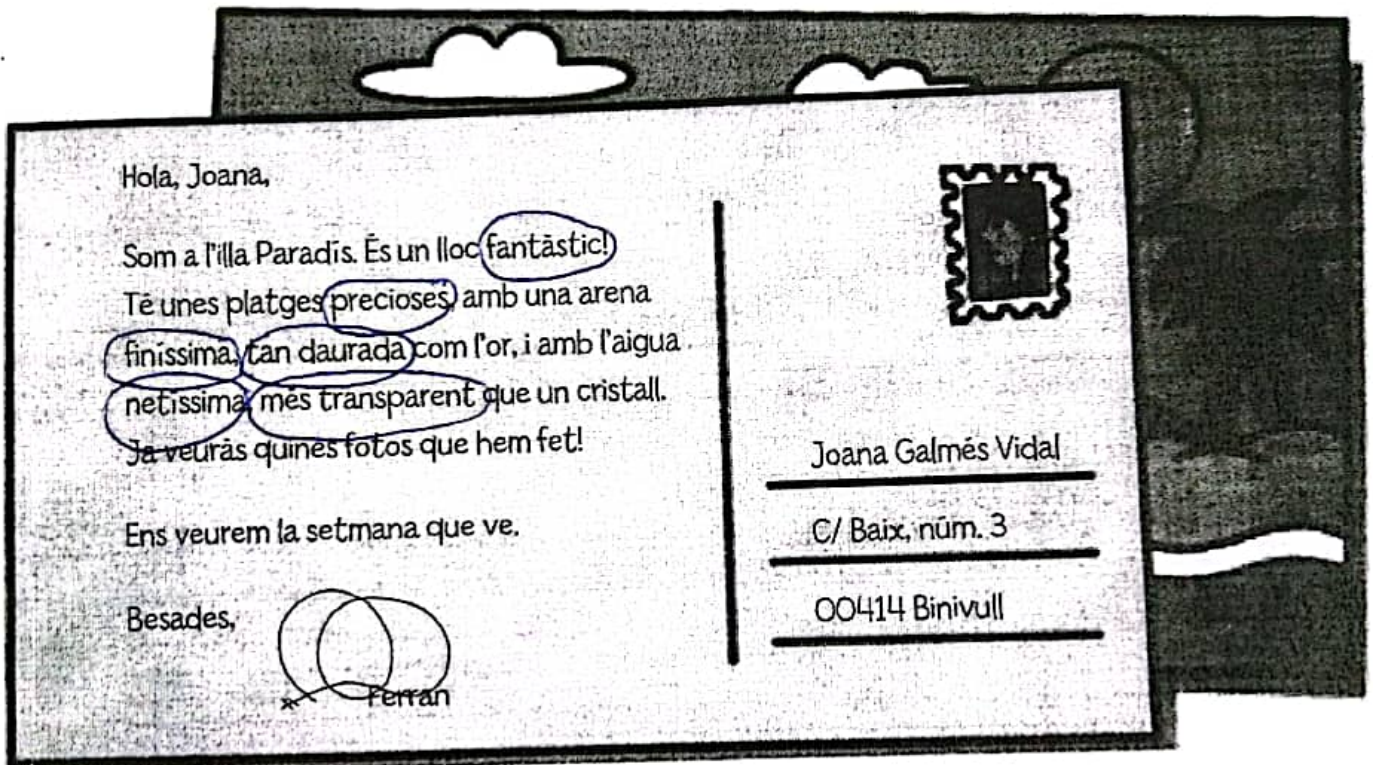 Hola, Joana,
Som a l'illa Paradís. És un lloc fantàstic!
Té unes platges precioses, amb una arena
finíssima, tan daurada com l'or, i amb l'aigua
netíssima, més transparent que un cristall.
Ja veuràs quines fotos que hem fet!
Ens veurem la setmana que ve.
Besades,
Ferran
Joana Galmés Vidal
C/ Baix, núm. 3
00414 Binivull